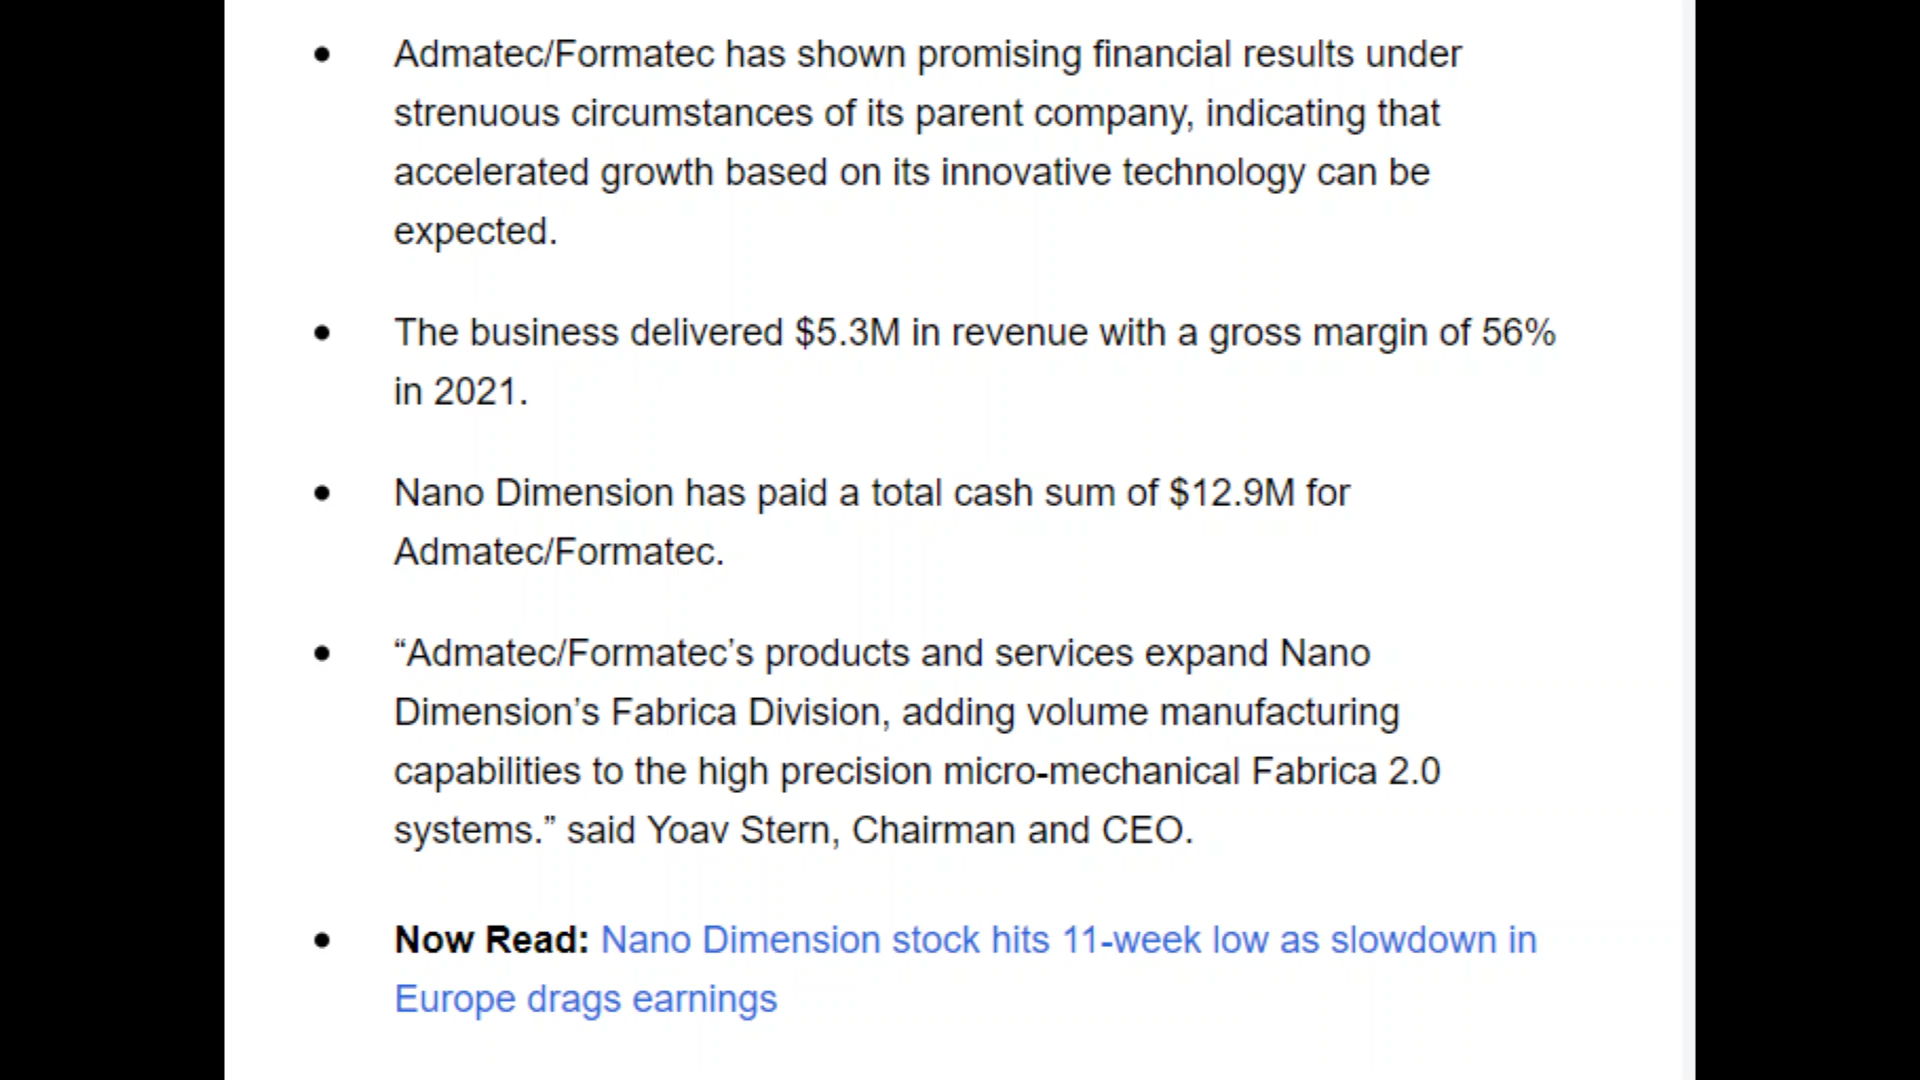 • Admatec/Formatec has shown promising financial results under
strenuous circumstances of its parent company, indicating that
accelerated growth based on its innovative technology can be
expected.
• The business delivered $5.3M in revenue with a gross margin of 56%
in 2021.
• Nano Dimension has paid a total cash sum of $12.9M for
Admatec/Formatec.
• “Admatec/Formatec’s products and services expand Nano
Dimension’s Fabrica Division, adding volume manufacturing
capabilities to the high precision micro-mechanical Fabrica 2.0
systems.” said Yoav Stern, Chairman and CEO.
• Now Read: Nano Dimension stock hits 11-week low as slowdown in
Europe drags earnings